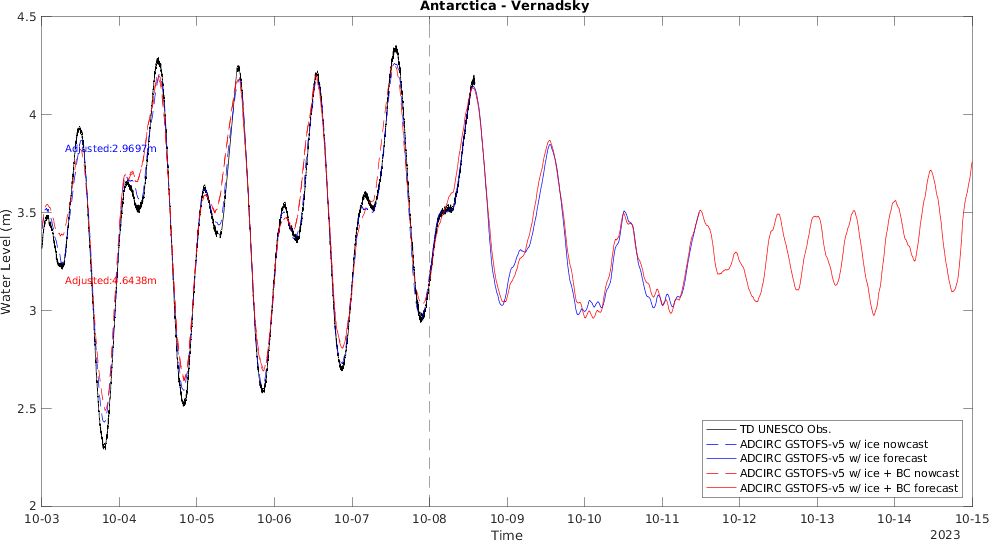 Antarctica - Vernadsky
4.5
4
3.5
3
2.5
2
Water Level (m)
Adjusted:2.9697m
Adjusted:4.6438m
TD UNESCO Obs.
ADCIRC GSTOFS-v5 w/ ice nowcast
ADCIRC GSTOFS-v5 w/ ice forecast
ADCIRC GSTOFS-v5 w/ ice + BC nowcast
ADCIRC GSTOFS-v5 w/ ice + BC forecast
10-03 10-04 10-05 10-06 10-07 10-08 10-09 10-10 10-11 10-12 10-13 10-14 10-15
Time
2023